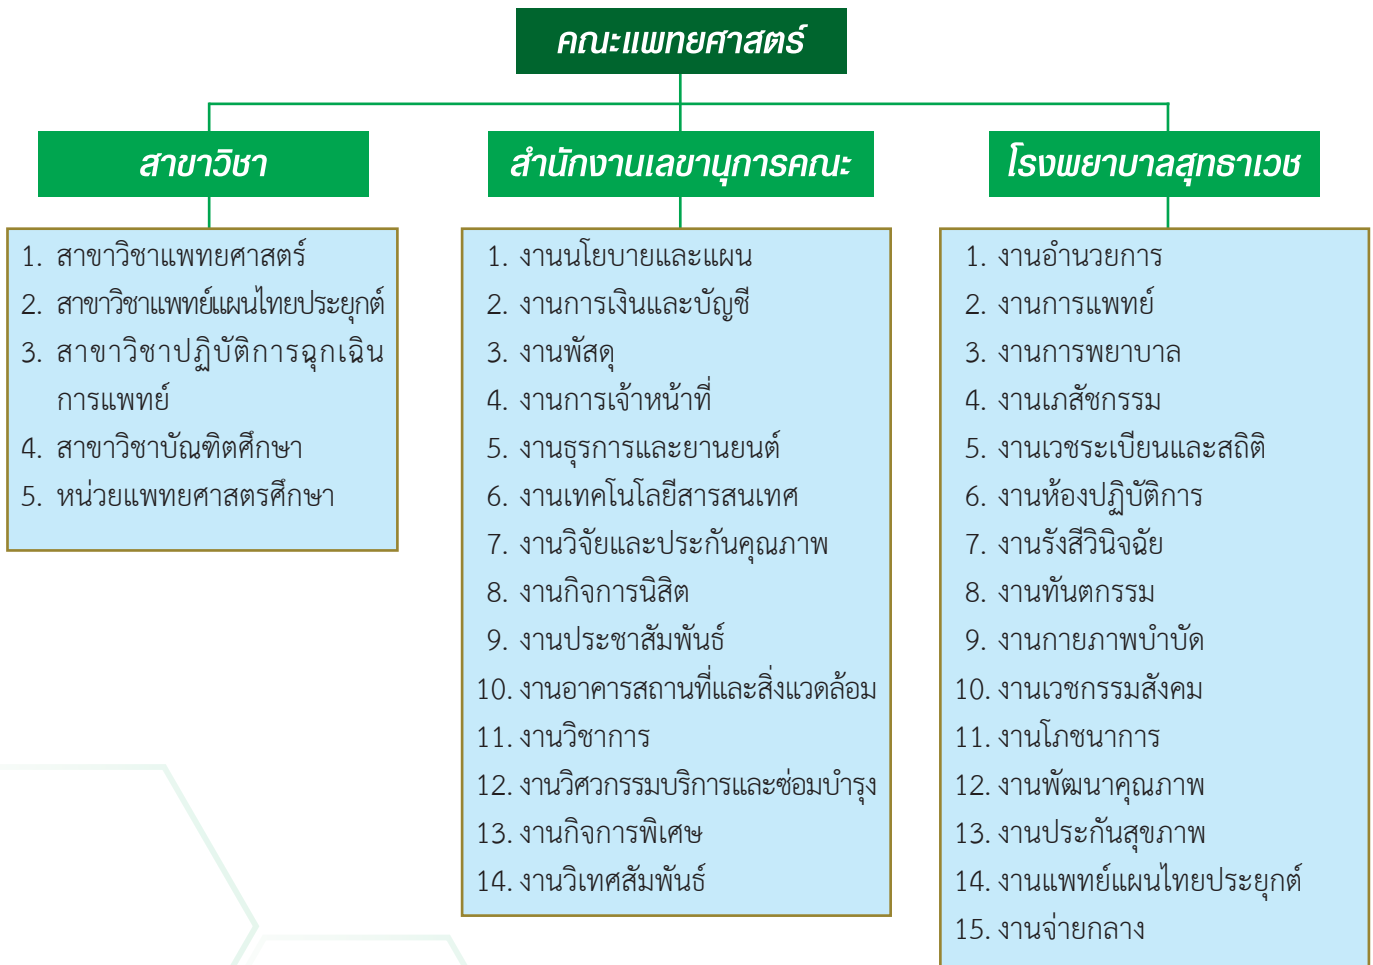 คณะแพทยศาสตร์
สาขาวิชา
1. สาขาวิชาแพทยศาสตร์
2. สาขาวิชาแพทย์แผนไทยประยุกต์
3. สาขาวิชาปฏิบัติการฉุกเฉิน
การแพทย์
4. สาขาวิชาบัณฑิตศึกษา
5. หน่วยแพทยศาสตรศึกษา
สำนักงานเลขานุการคณะ
1. งานนโยบายและแผน
2. งานการเงินและบัญชี
3. งานพัสดุ
4. งานการเจ้าหน้าที่
5. งานธุรการและยานยนต์
6. งานเทคโนโลยีสารสนเทศ
7. งานวิจัยและประกันคุณภาพ
8. งานกิจการนิสิต
9. งานประชาสัมพันธ์
10. งานอาคารสถานที่และสิ่งแวดล้อม
11. งานวิชาการ
12. งานวิศวกรรมบริการและซ่อมบำรุง
13. งานกิจการพิเศษ
14. งานวิเทศสัมพันธ์
โรงพยาบาลสุทธาเวช
1. งานอำนวยการ
2. งานการแพทย์
3. งานการพยาบาล
4. งานเภสัชกรรม
5. งานเวชระเบียนและสถิติ
6. งานห้องปฏิบัติการ
7. งานรังสีวินิจฉัย
8. งานทันตกรรม
9. งานกายภาพบำบัด
10. งานเวชกรรมสังคม
11. งานโภชนาการ
12. งานพัฒนาคุณภาพ
13. งานประกันสุขภาพ
14. งานแพทย์แผนไทยประยุกต์
15. งานจ่ายกลาง